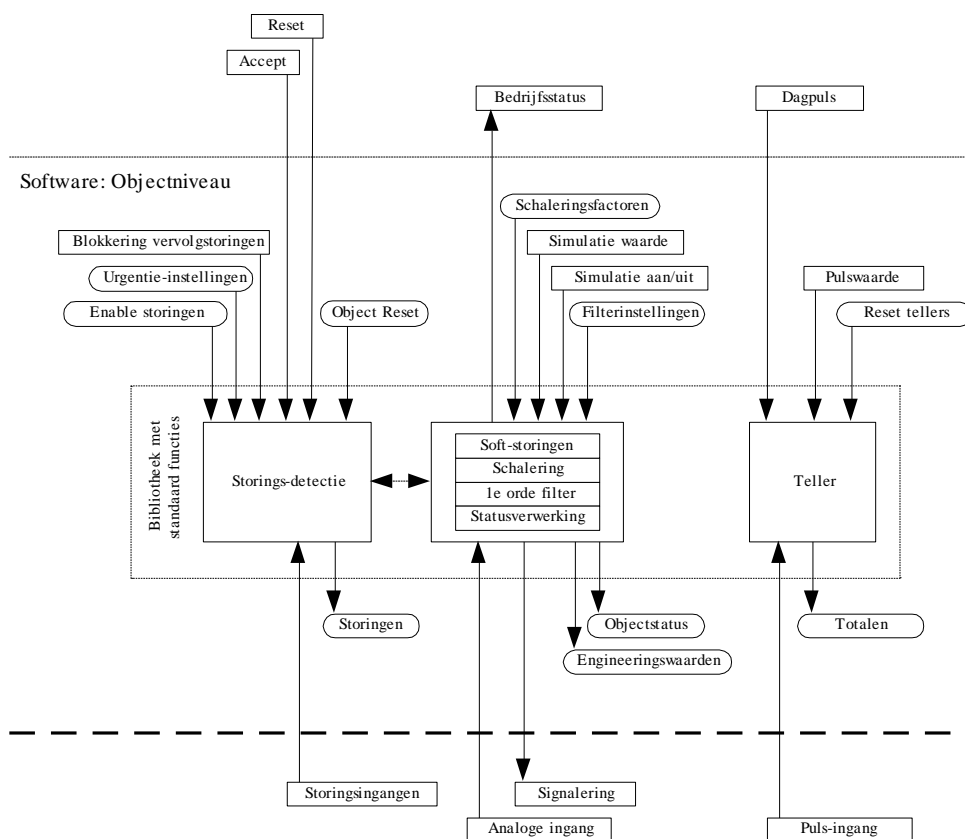 Reset
Accept
Bedrijfsstatus
Dagpuls
Software: Objectniveau
Schaleringsfactoren
Blokkering vervolgstoringen
Simulatie waarde
Urgentie-instellingen
Simulatie aan/uit
Pulswaarde
Enable storingen
Object Reset
Filterinstellingen
Reset tellers
Bibliotheek met
standaard functies
Storings-detectie
Soft-storingen
Schalering
1e orde filter
Statusverwerking
Teller
Storingen
Objectstatus
Totalen
Engineeringswaarden
Storingsingangen
Signalering
Analoge ingang
Puls-ingang